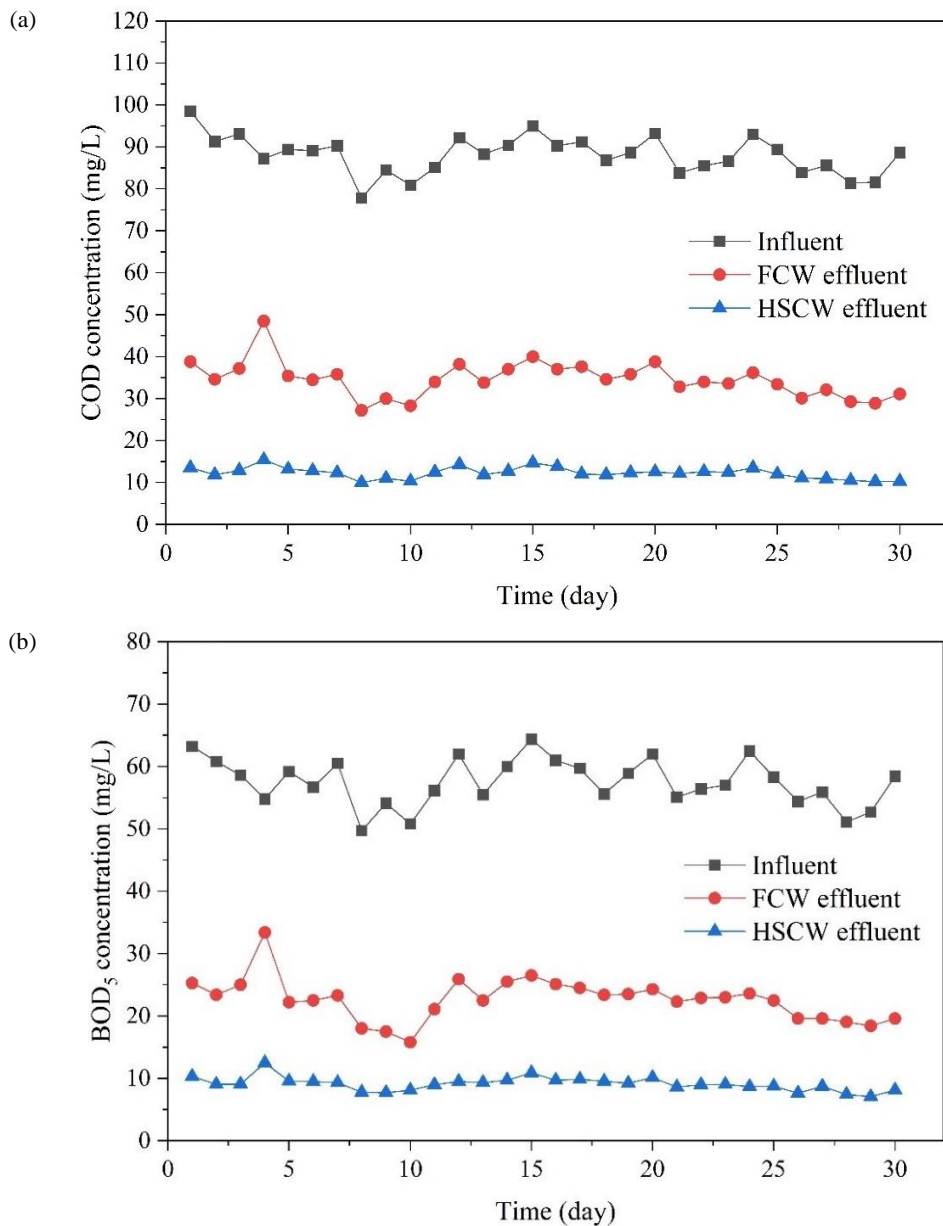 (a)
120
110
100
90
80
70
60
50
40
30
20
10
0
COD concentration (mg/L)
Influent
FCW effluent
HSCW effluent
0 5 10 15 20 25 30
Time (day)
(b)
80
70
60
50
40
30
20
10
0
BOD₅ concentration (mg/L)
Influent
FCW effluent
HSCW effluent
0 5 10 15 20 25 30
Time (day)